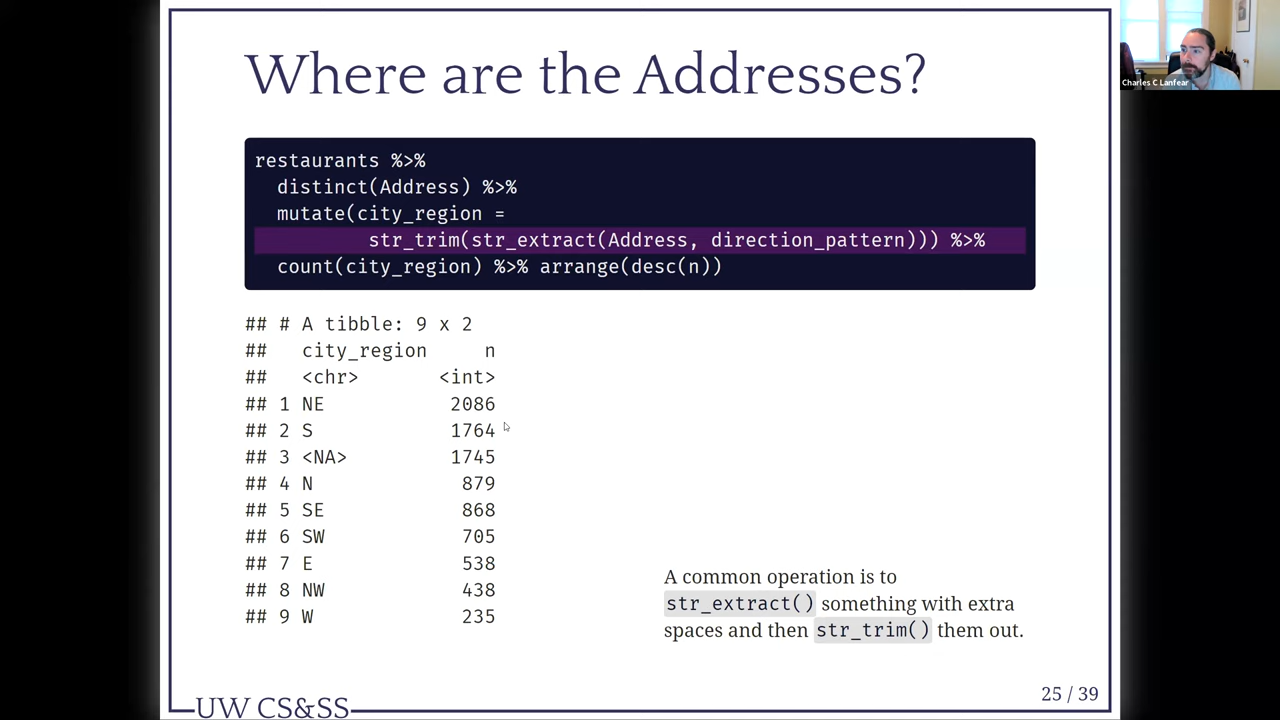 Where are the Addresses?
Charles C Lanfear
restaurants %>%
distinct(Address) %>%
mutate(city_region =
str_trim(str_extract(Address, direction_pattern))) %>%
count(city_region) %>% arrange(desc(n))
## # A tibble: 9 x 2
## city_region n
## <chr> <int>
## 1 NE 2086
## 2 S 1764
## 3 <NA> 1745
## 4 N 879
## 5 SE 868
## 6 SW 705
## 7 E 538
## 8 NW 438
## 9 W 235
A common operation is to
str_extract() something with extra
spaces and then str_trim() them out.
UW CS&SS
25 / 39